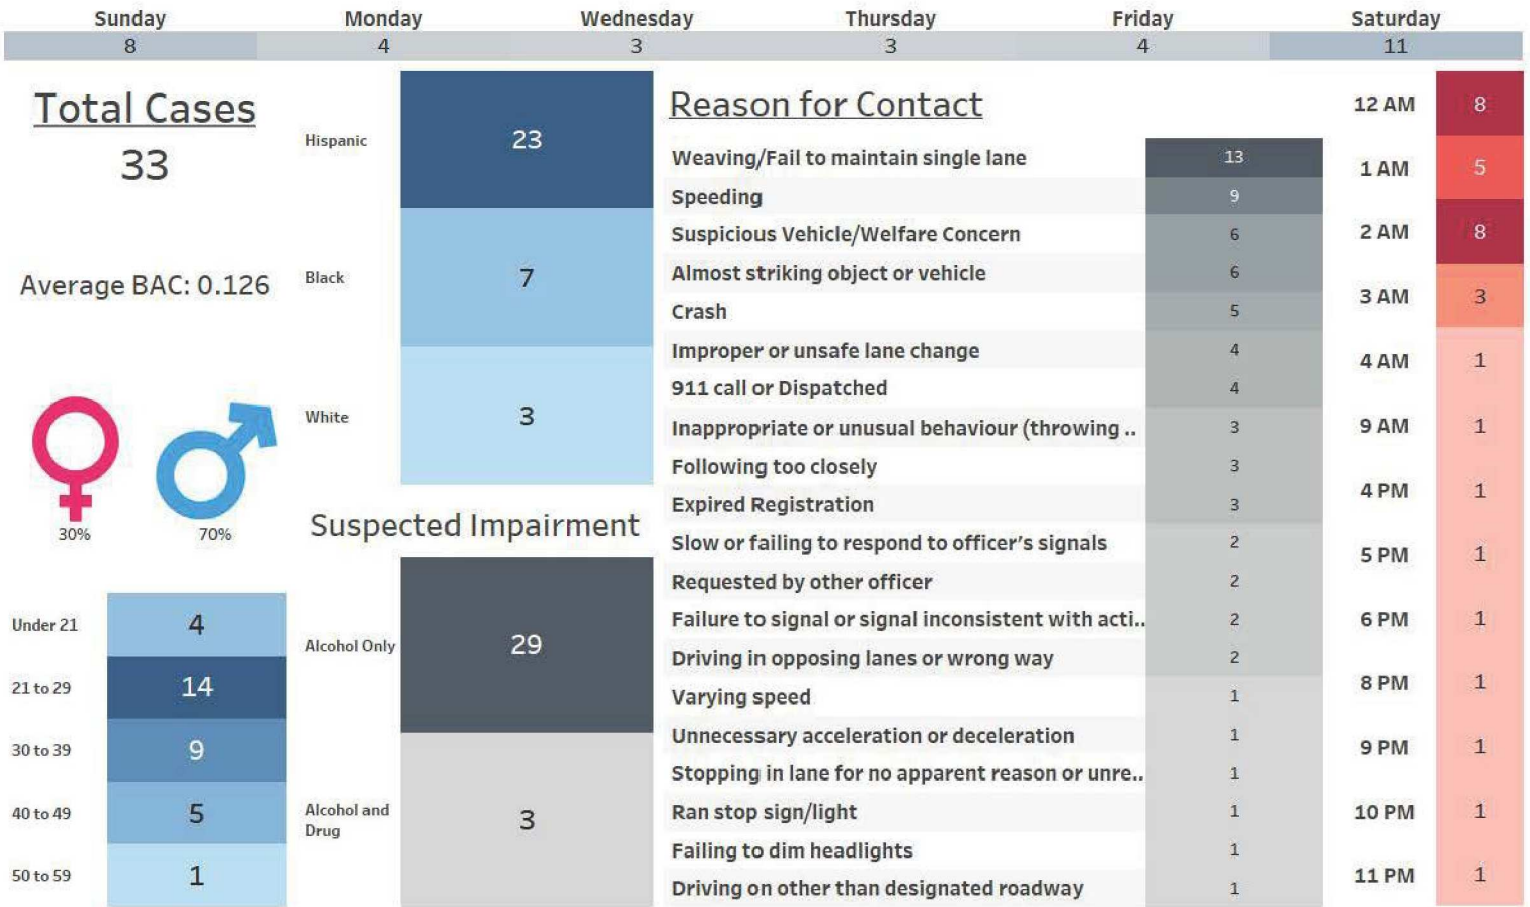 Sunday Monday Wednesday Thursday Friday Saturday
8 4 3 3 4 11
Total Cases
33
Average BAC: 0.126
30% 70%
Under 21 4
21 to 29 14
30 to 39 9
40 to 49 5
50 to 59 1
Hispanic 23
Black 7
White 3
Suspected Impairment
Alcohol Only 29
Alcohol and
Drug
3
Reason for Contact
Weaving/Fail to maintain single lane 13
Speeding 9
Suspicious Vehicle/Welfare Concern 6
Almost striking object or vehicle 6
Crash 5
Improper or unsafe lane change 4
911 call or Dispatched 4
Inappropriate or unusual behaviour (throwing .. 3
Following too closely 3
Expired Registration 3
Slow or failing to respond to officer's signals 2
Requested by other officer 2
Failure to signal or signal inconsistent with acti.. 2
Driving in opposing lanes or wrong way 2
Varying speed 1
Unnecessary acceleration or deceleration 1
Stopping in lane for no apparent reason or unre.. 1
Ran stop sign/light 1
Failing to dim headlights 1
Driving on other than designated roadway 1
12 AM 8
1 AM 5
2 AM 8
3 AM 3
4 AM 1
9 AM 1
4 PM 1
5 PM 1
6 PM 1
8 PM 1
9 PM 1
10 PM 1
11 PM 1